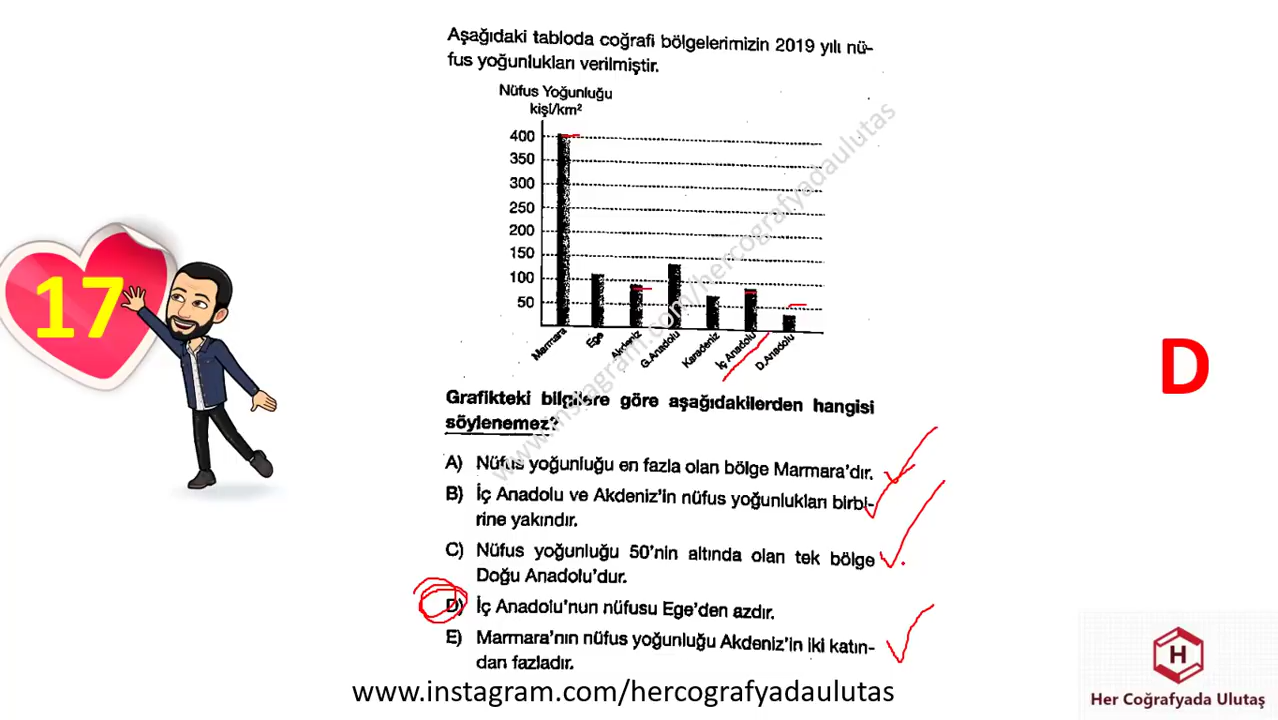 Aşağıdaki tabloda coğrafi bölgelerimizin 2019 yılı nü-
fus yoğunlukları verilmiştir.
Nüfus Yoğunluğu
kişi/km²
400
350
300
250
200
150
100
50
Marmara
Ege
Akdeniz
G.Anadolu
Karadeniz
İç Anadolu
D.Anadolu
www.instagram.com/hercografyadaulutas
17
D
Grafikteki bilgilere göre aşağıdakilerden hangisi
söylenemez?
A) Nüfus yoğunluğu en fazla olan bölge Marmara'dır.
B) İç Anadolu ve Akdeniz'in nüfus yoğunlukları birbi-
rine yakındır.
C) Nüfus yoğunluğu 50'nin altında olan tek bölge
Doğu Anadolu'dur.
D) İç Anadolu'nun nüfusu Ege'den azdır.
E) Marmara'nın nüfus yoğunluğu Akdeniz'in iki katın-
dan fazladır.
www.instagram.com/hercografyadaulutas
H
Her Coğrafyada Ulutaş